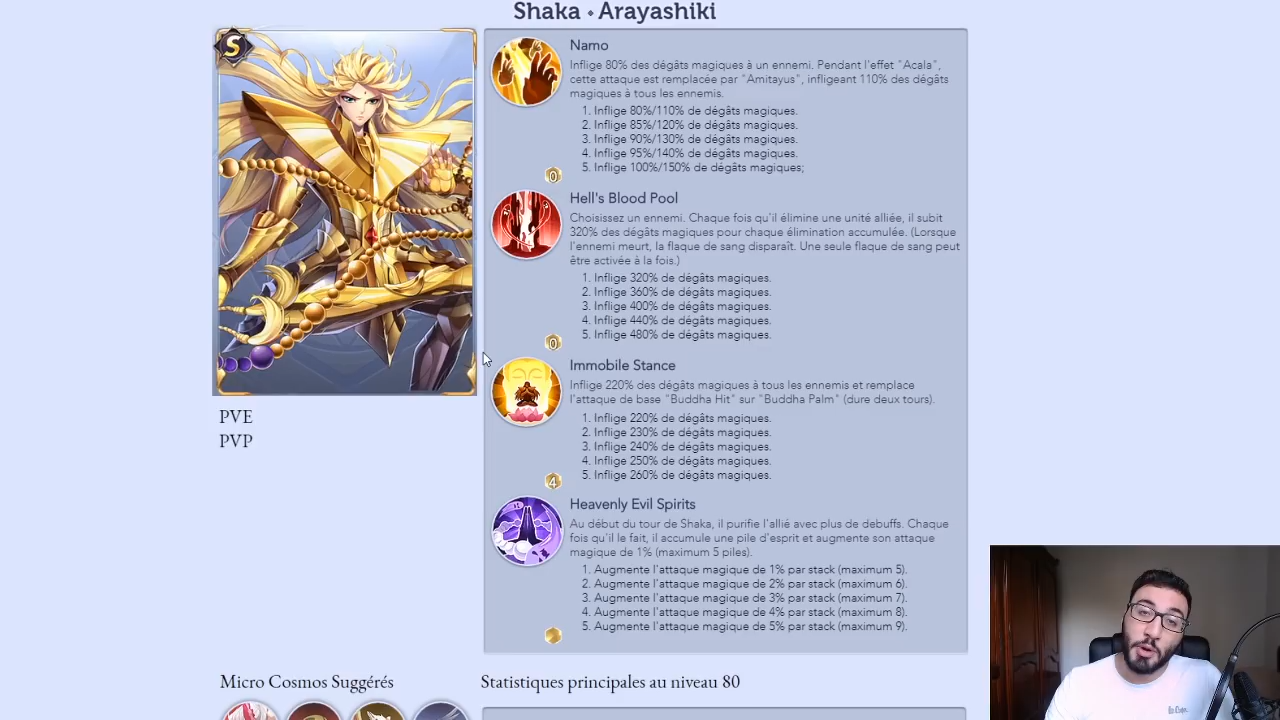 Shaka • Arayashiki
S
Namo
Inflige 80% des dégâts magiques à un ennemi. Pendant l'effet "Acala",
cette attaque est remplacée par "Amitayus", infligeant 110% des dégâts
magiques à tous les ennemis.
1. Inflige 80%/110% de dégâts magiques.
2. Inflige 85%/120% de dégâts magiques.
3. Inflige 90%/130% de dégâts magiques.
4. Inflige 95%/140% de dégâts magiques.
5. Inflige 100%/150% de dégâts magiques;
0
Hell's Blood Pool
Choisissez un ennemi. Chaque fois qu'il élimine une unité alliée, il subit
320% des dégâts magiques pour chaque élimination accumulée. (Lorsque
l'ennemi meurt, la flaque de sang disparaît. Une seule flaque de sang peut
être activée à la fois.)
1. Inflige 320% de dégâts magiques.
2. Inflige 360% de dégâts magiques.
3. Inflige 400% de dégâts magiques.
4. Inflige 440% de dégâts magiques.
5. Inflige 480% de dégâts magiques.
0
Immobile Stance
Inflige 220% des dégâts magiques à tous les ennemis et remplace
l'attaque de base "Buddha Hit" sur "Buddha Palm" (dure deux tours).
1. Inflige 220% de dégâts magiques.
2. Inflige 230% de dégâts magiques.
3. Inflige 240% de dégâts magiques.
4. Inflige 250% de dégâts magiques.
5. Inflige 260% de dégâts magiques.
4
PVE
PVP
Heavenly Evil Spirits
Au début du tour de Shaka, il purifie l'allié avec plus de debuffs. Chaque
fois qu'il le fait, il accumule une pile d'esprit et augmente son attaque
magique de 1% (maximum 5 piles).
1. Augmente l'attaque magique de 1% par stack (maximum 5).
2. Augmente l'attaque magique de 2% par stack (maximum 6).
3. Augmente l'attaque magique de 3% par stack (maximum 7).
4. Augmente l'attaque magique de 4% par stack (maximum 8).
5. Augmente l'attaque magique de 5% par stack (maximum 9).
Micro Cosmos Suggérés
Statistiques principales au niveau 80